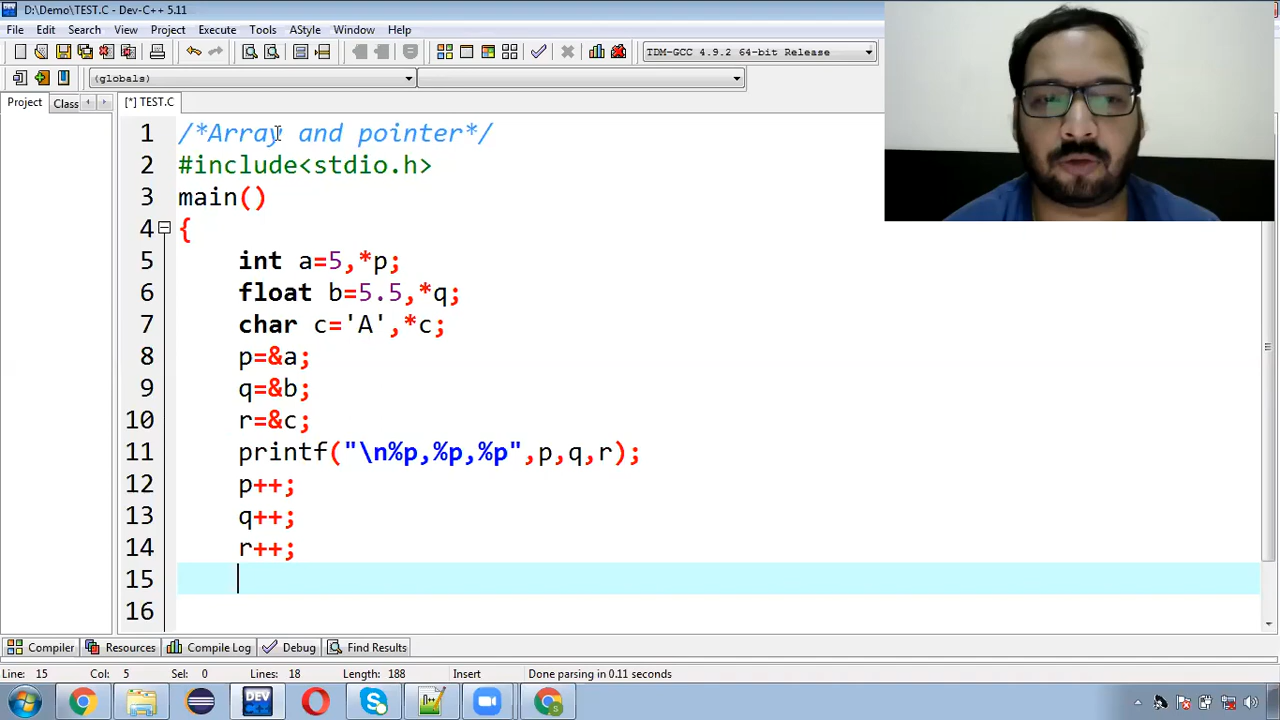 D:\Demo\TEST.C - Dev-C++ 5.11
File Edit Search View Project Execute Tools AStyle Window Help
TDM-GCC 4.9.2 64-bit Release
(globals)
Project Class [*] TEST.C
1 /*Array and pointer*/
2 #include<stdio.h>
3 main()
4 {
5 int a=5,*p;
6 float b=5.5,*q;
7 char c='A',*c;
8 p=&a;
9 q=&b;
10 r=&c;
11 printf("\n%p,%p,%p",p,q,r);
12 p++;
13 q++;
14 r++;
15
16
Compiler Resources Compile Log Debug Find Results
Line: 15 Col: 5 Sel: 0 Lines: 18 Length: 188 Insert Done parsing in 0.11 seconds
DEV